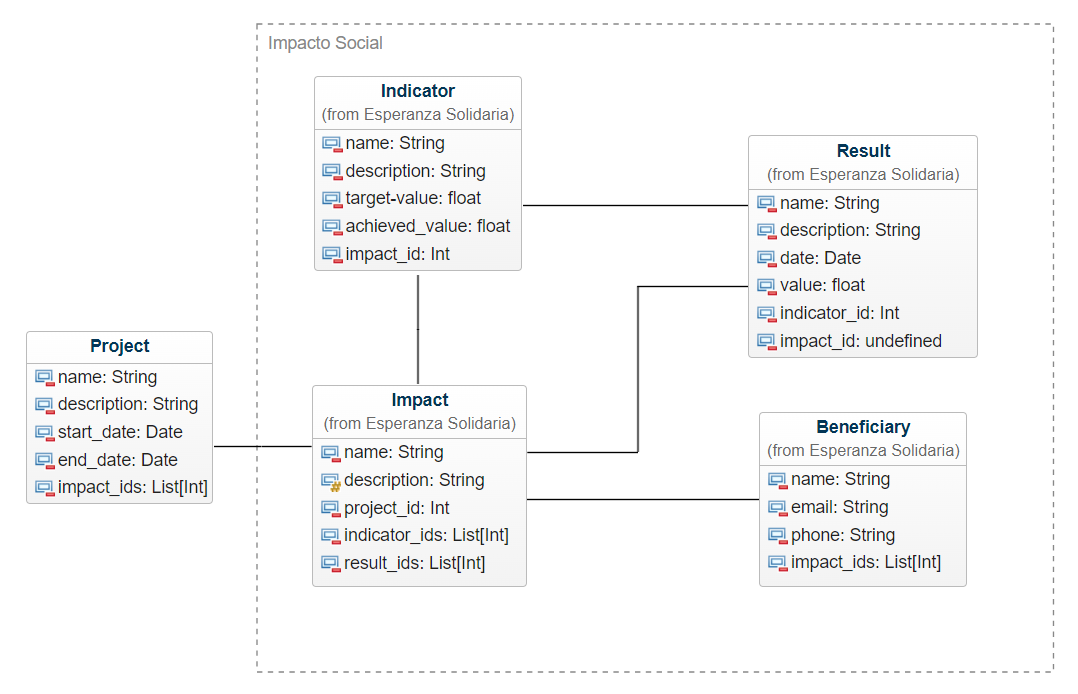 Impacto Social
Indicator
(from Esperanza Solidaria)
name: String
description: String
target-value: float
achieved_value: float
impact_id: Int
Result
(from Esperanza Solidaria)
name: String
description: String
date: Date
value: float
indicator_id: Int
impact_id: undefined
Project
name: String
description: String
start_date: Date
end_date: Date
impact_ids: List[Int]
Impact
(from Esperanza Solidaria)
name: String
description: String
project_id: Int
indicator_ids: List[Int]
result_ids: List[Int]
Beneficiary
(from Esperanza Solidaria)
name: String
email: String
phone: String
impact_ids: List[Int]